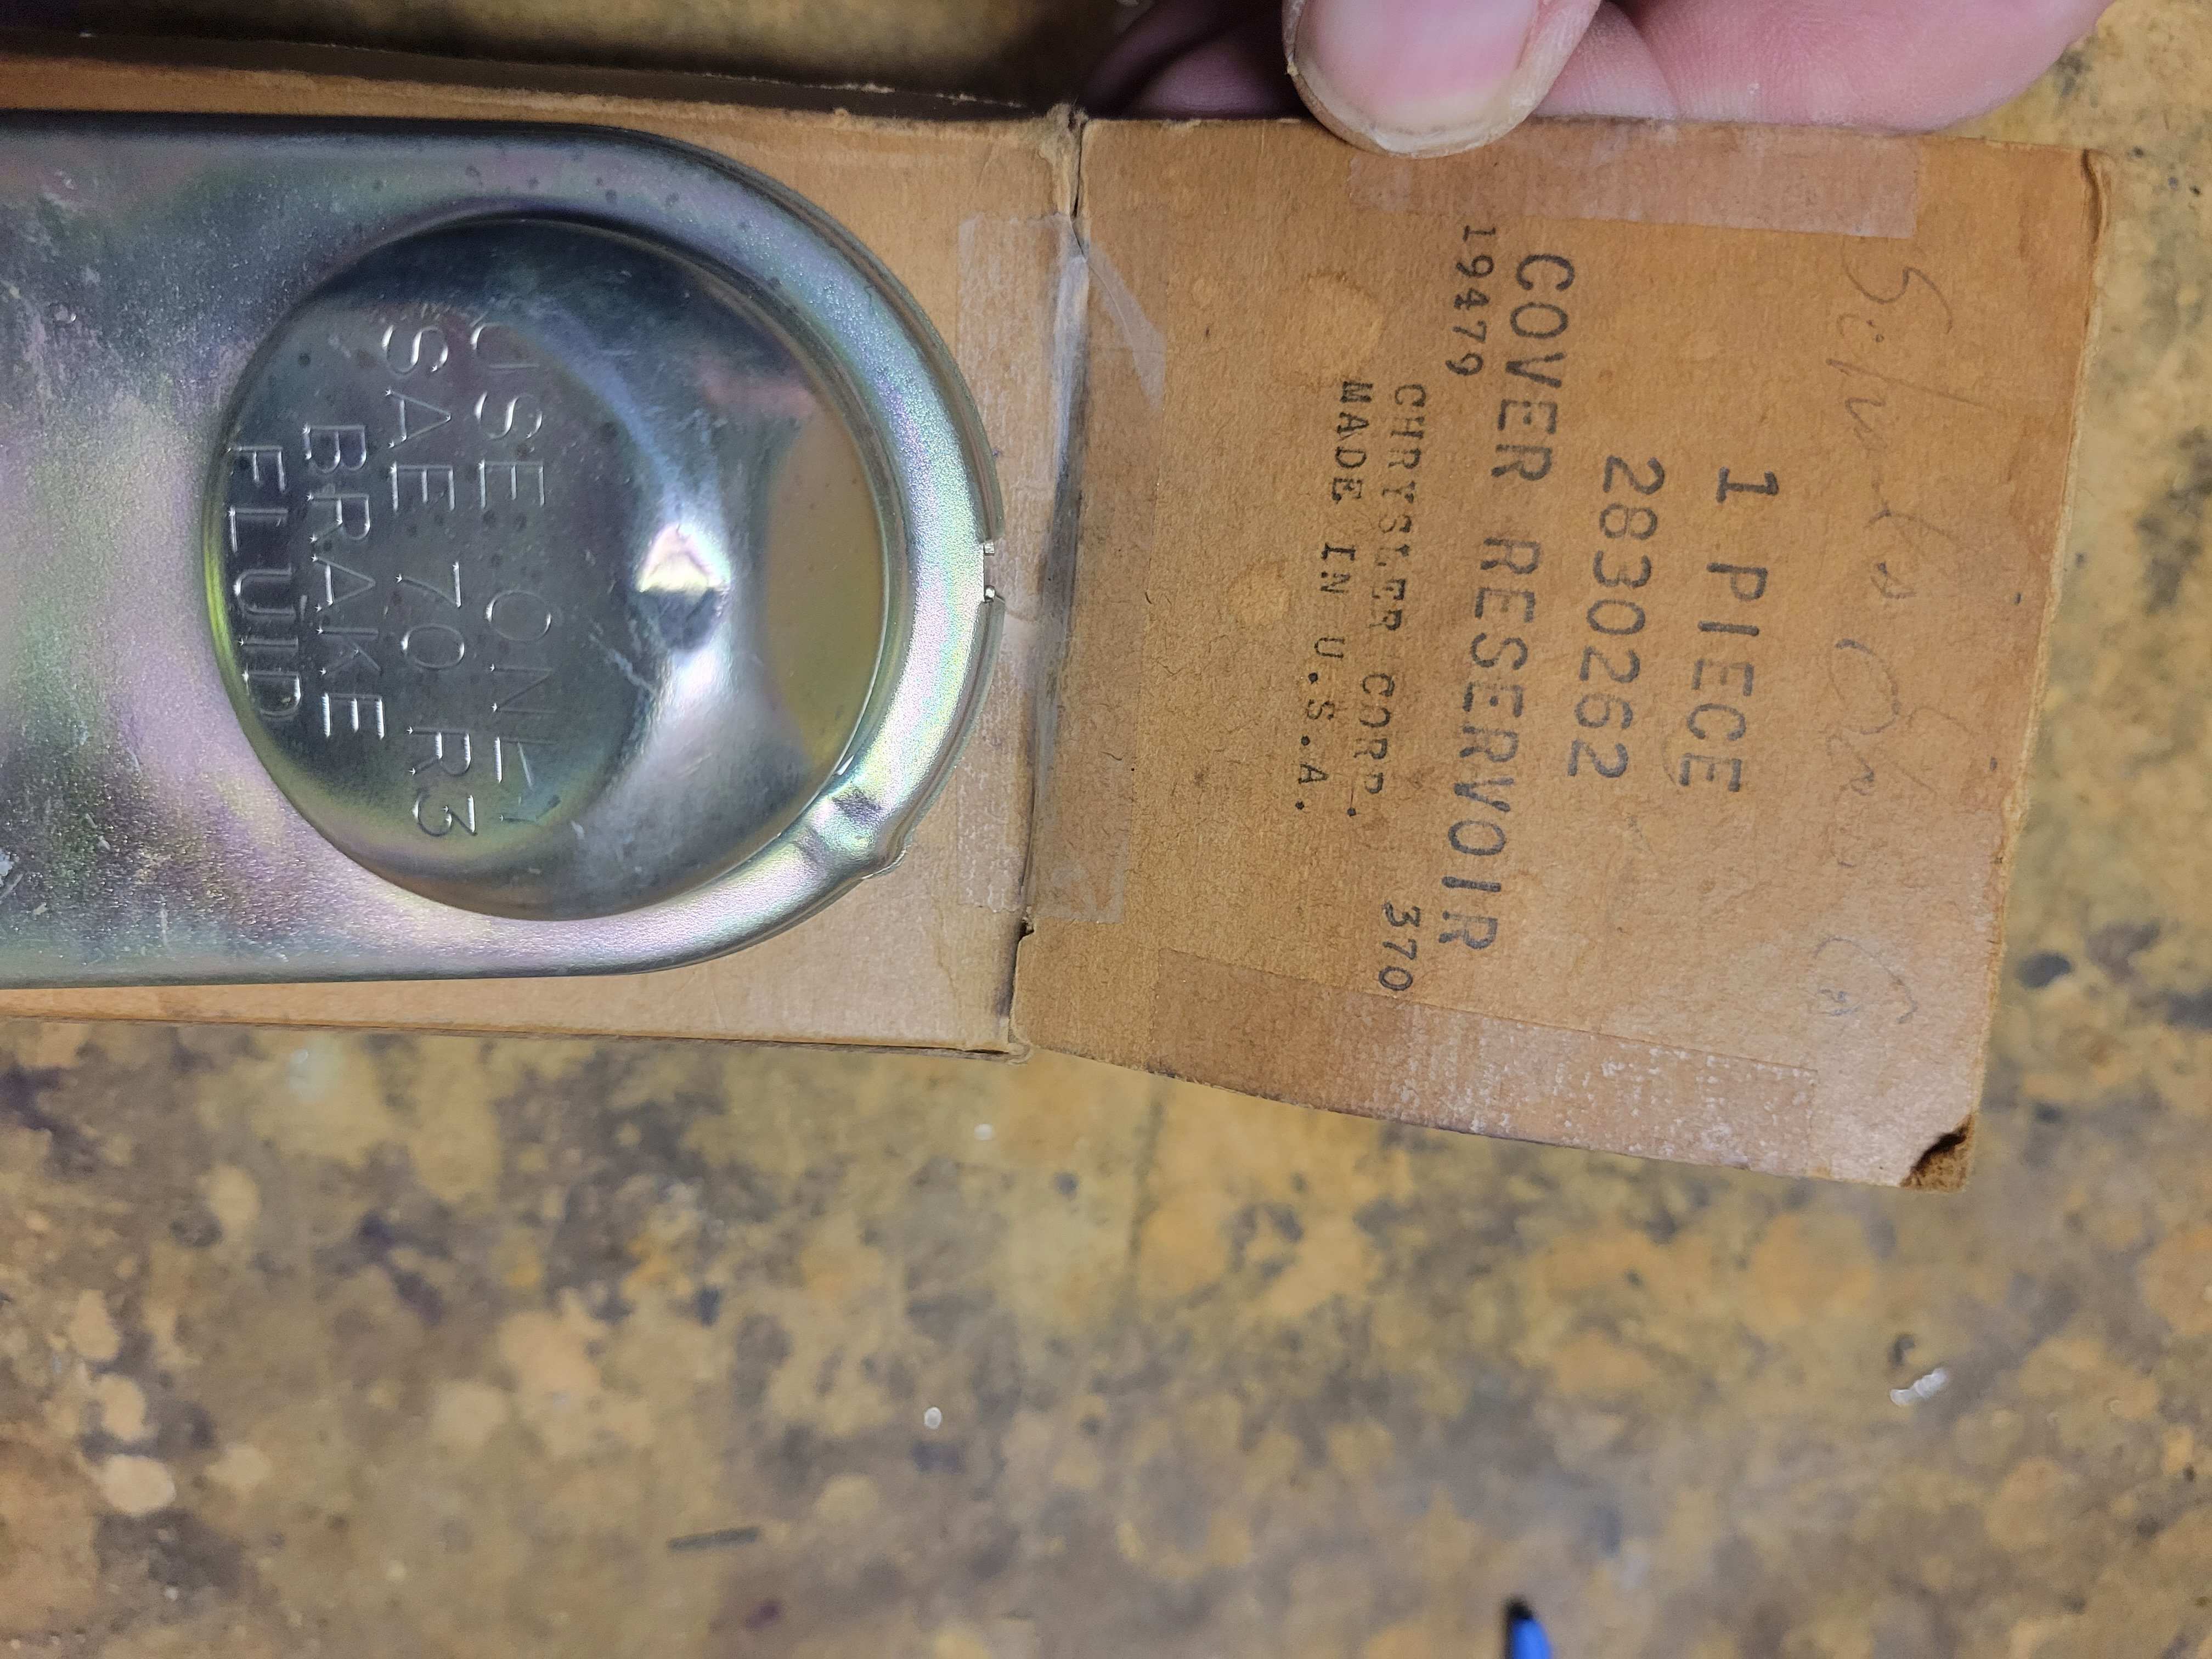 1 PIECE
2830262
COVER RESERVOIR
19479 370
CHRYSLER CORP.
MADE IN U.S.A.
USE ONLY
SAE 70 R3
BRAKE
FLUID